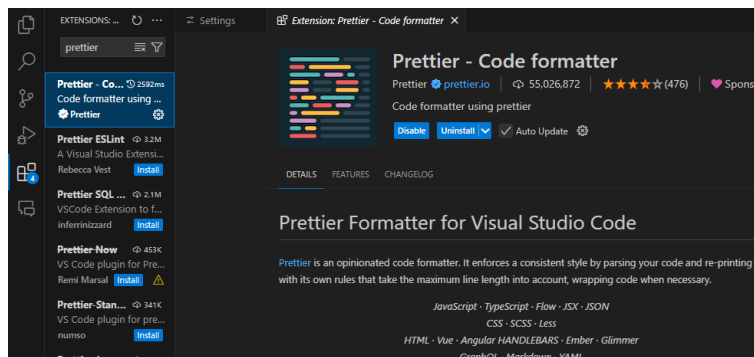 EXTENSIONS: ...
Settings
Extension: Prettier - Code formatter
prettier
Prettier - Co... 2592ms
Code formatter using ...
Prettier
Prettier ESLint 3.2M
A Visual Studio Extensi...
Rebecca Vest Install
Prettier SQL ... 2.1M
VSCode Extension to f...
inferrinizzard Install
Prettier Now 453K
VS Code plugin for Pre...
Remi Marsal Install
Prettier-Stan... 341K
VS Code plugin for pre...
numso Install
4
Prettier - Code formatter
Prettier prettier.io 55,026,872 (476) Spons
Code formatter using prettier
Disable Uninstall Auto Update
DETAILS FEATURES CHANGELOG
Prettier Formatter for Visual Studio Code
Prettier is an opinionated code formatter. It enforces a consistent style by parsing your code and re-printing
with its own rules that take the maximum line length into account, wrapping code when necessary.
JavaScript · TypeScript · Flow · JSX · JSON
CSS · SCSS · Less
HTML · Vue · Angular HANDLEBARS · Ember · Glimmer
GraphQL · Markdown · YAML